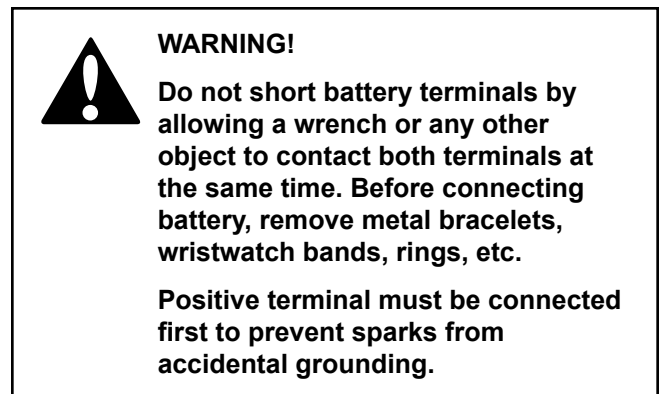 WARNING!
Do not short battery terminals by
allowing a wrench or any other
object to contact both terminals at
the same time. Before connecting
battery, remove metal bracelets,
wristwatch bands, rings, etc.
Positive terminal must be connected
first to prevent sparks from
accidental grounding.